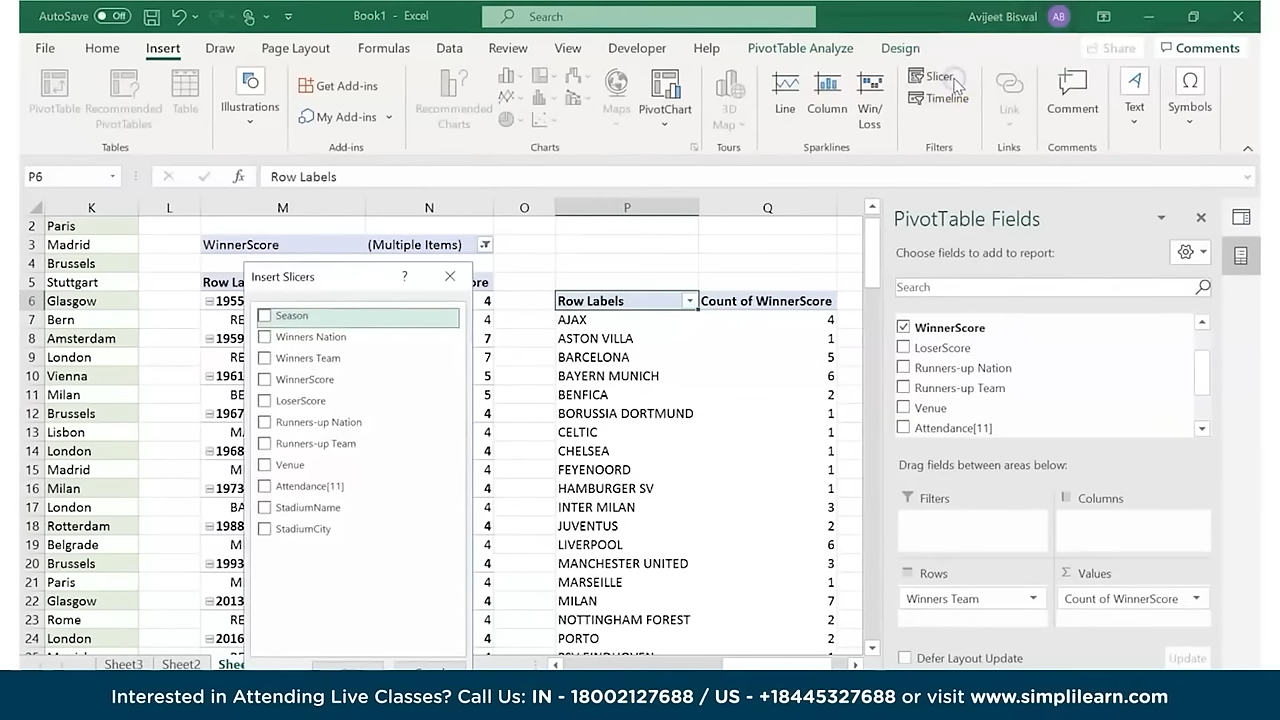 AutoSave Off Book1 - Excel Search Avijeet Biswal AB
File Home Insert Draw Page Layout Formulas Data Review View Developer Help PivotTable Analyze Design Share Comments
PivotTable Recommended PivotTables Table
Tables
Illustrations
Get Add-ins
My Add-ins
Add-ins
Recommended Charts
Maps PivotChart
Charts
3D Map
Tours
Line Column Win/Loss
Sparklines
Slicer
Timeline
Filters
Link
Links
Comment
Comments
Text
Symbols
P6 fx Row Labels
K L M N O P Q
2 Paris
3 Madrid WinnerScore (Multiple Items)
4 Brussels
5 Stuttgart Row La ore
6 Glasgow 1955 4 Row Labels Count of WinnerScore
7 Bern RE 4 AJAX 4
8 Amsterdam 1959 7 ASTON VILLA 1
9 London RE 7 BARCELONA 5
10 Vienna 1961 5 BAYERN MUNICH 6
11 Milan BE 5 BENFICA 2
12 Brussels 1967 4 BORUSSIA DORTMUND 1
13 Lisbon M 4 CELTIC 1
14 London 1968 4 CHELSEA 1
15 Madrid M 4 FEYENOORD 1
16 Milan 1973 4 HAMBURGER SV 1
17 London BA 4 INTER MILAN 3
18 Rotterdam 1988 4 JUVENTUS 2
19 Belgrade M 4 LIVERPOOL 6
20 Brussels 1993 4 MANCHESTER UNITED 3
21 Paris M 4 MARSEILLE 1
22 Glasgow 2013 4 MILAN 7
23 Rome RE 4 NOTTINGHAM FOREST 2
24 London 2016 4 PORTO 2
Insert Slicers ?
Season
Winners Nation
Winners Team
WinnerScore
LoserScore
Runners-up Nation
Runners-up Team
Venue
Attendance[11]
StadiumName
StadiumCity
PivotTable Fields
Choose fields to add to report:
Search
WinnerScore
LoserScore
Runners-up Nation
Runners-up Team
Venue
Attendance[11]
Drag fields between areas below:
Filters Columns
Rows Σ Values
Winners Team Count of WinnerScore
Defer Layout Update Update
Sheet3 Sheet2 She
Interested in Attending Live Classes? Call Us: IN - 18002127688 / US - +18445327688 or visit www.simplilearn.com